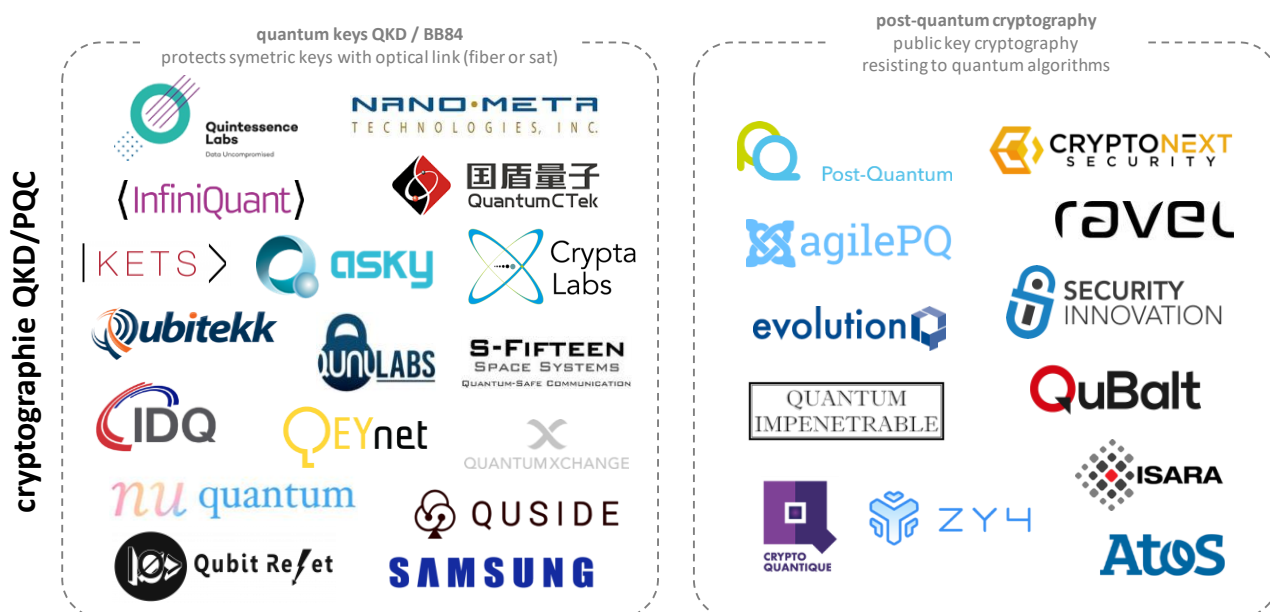 cryptographie QKD/PQC
quantum keys QKD / BB84
protects symetric keys with optical link (fiber or sat)
Quintessence
Labs
Data Uncompromised
NANO•META
TECHNOLOGIES, INC.
InfiniQuant
国盾量子
QuantumCTek
KETS
asky
Crypta
Labs
Qubitekk
QuNuLABS
S-FIFTEEN
SPACE SYSTEMS
QUANTUM-SAFE COMMUNICATION
IDQ
QEYnet
QUANTUMXCHANGE
nu quantum
QUSIDE
Qubit Reset
SAMSUNG
post-quantum cryptography
public key cryptography
resisting to quantum algorithms
PQ
Post-Quantum
CRYPTONEXT
SECURITY
ravel
agilePQ
SECURITY
INNOVATION
evolutionQ
QUANTUM
IMPENETRABLE
QuBalt
ISARA
CRYPTO
QUANTIQUE
ZY4
Atos